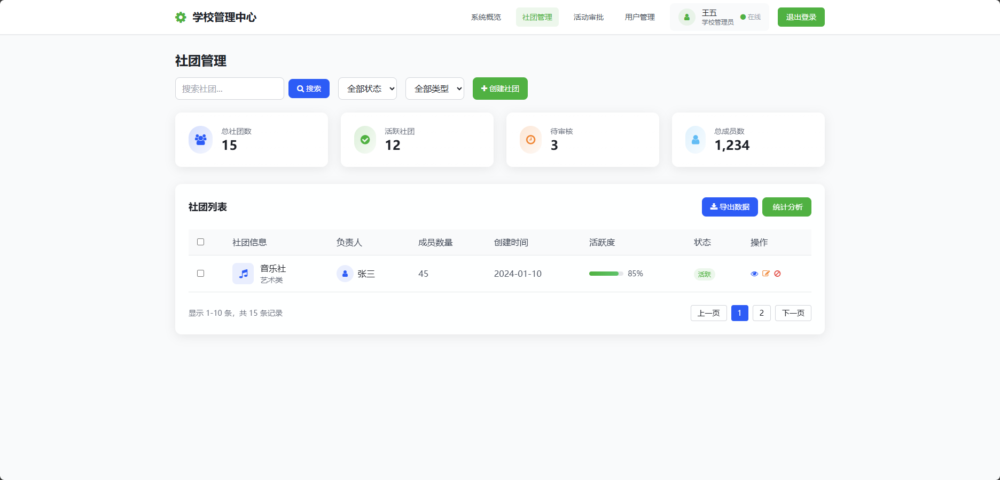 学校管理中心
系统概览 社团管理 活动审批 用户管理
王五
学校管理员
在线
退出登录
社团管理
搜索社团...
搜索
全部状态
全部类型
创建社团
总社团数
15
活跃社团
12
待审核
3
总成员数
1,234
社团列表
导出数据
统计分析
社团信息 负责人 成员数量 创建时间 活跃度 状态 操作
音乐社
艺术类
张三 45 2024-01-10 85% 活跃
显示 1-10 条，共 15 条记录
上一页 1 2 下一页